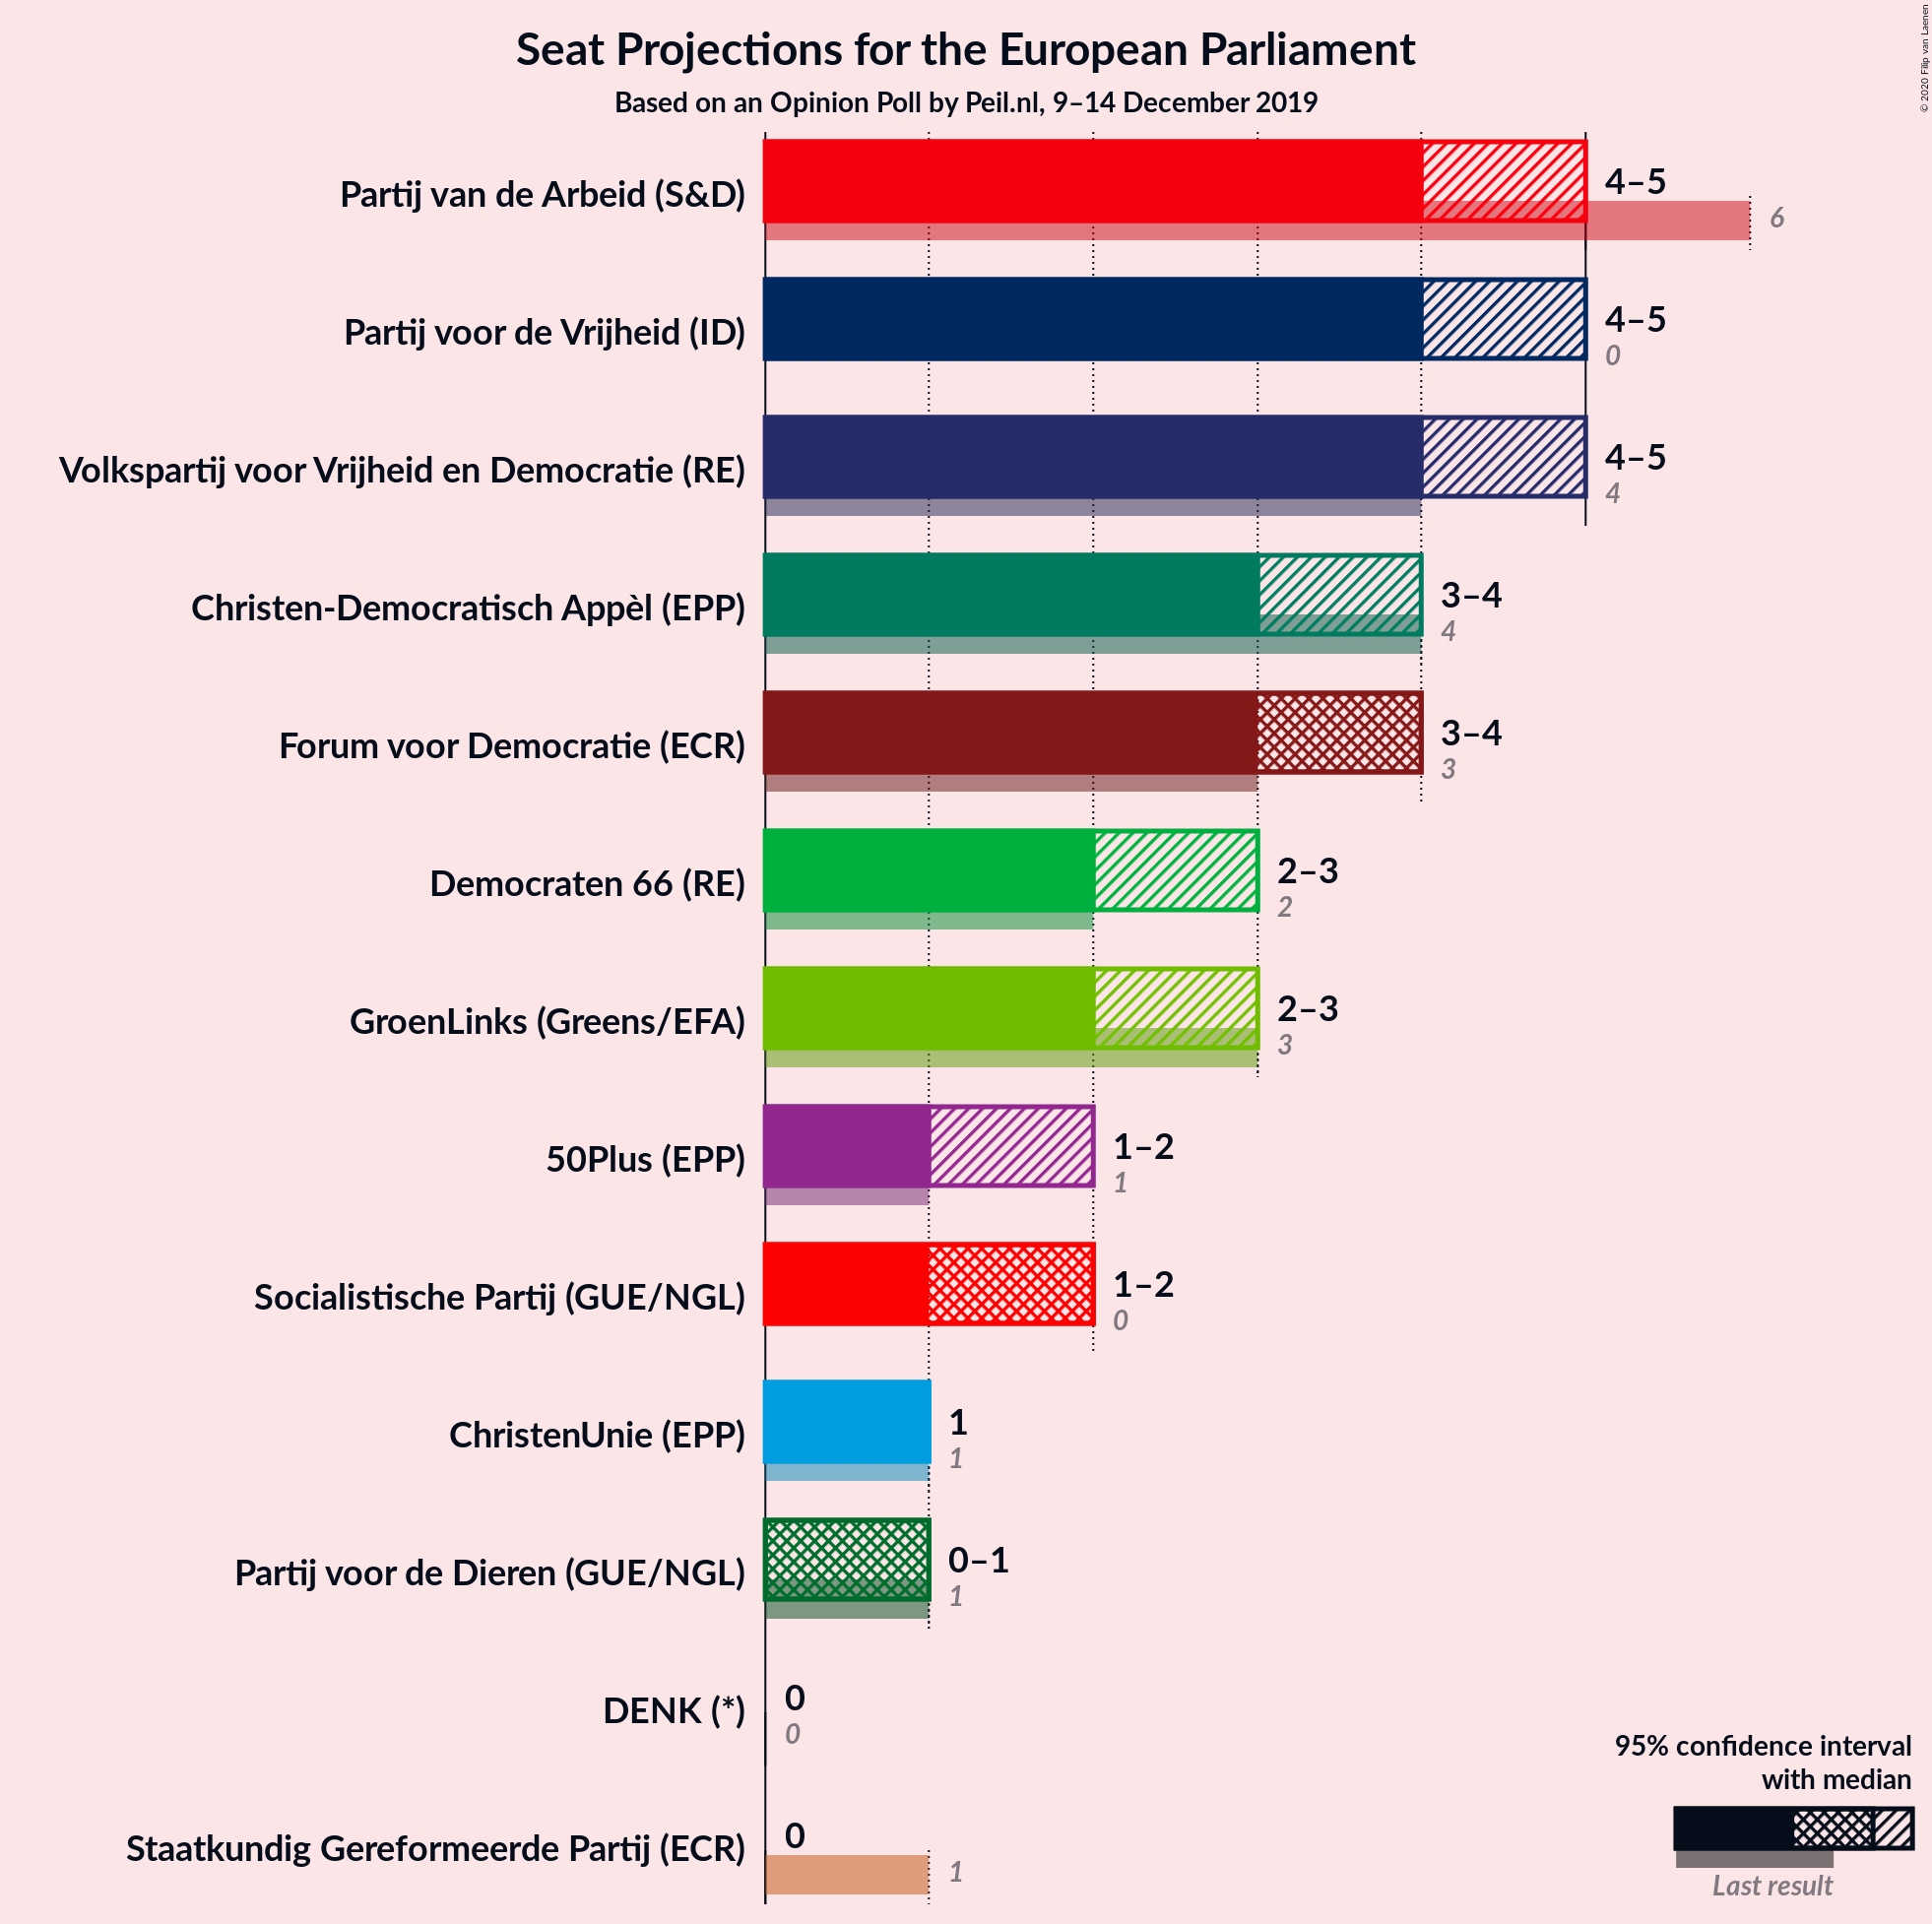 Seat Projections for the European Parliament
Based on an Opinion Poll by Peil.nl, 9–14 December 2019
© 2020 Filip van Laenen
Partij van de Arbeid (S&D)
4–5
6
Partij voor de Vrijheid (ID)
4–5
0
Volkspartij voor Vrijheid en Democratie (RE)
4–5
4
Christen-Democratisch Appèl (EPP)
3–4
4
Forum voor Democratie (ECR)
3–4
3
Democraten 66 (RE)
2–3
2
GroenLinks (Greens/EFA)
2–3
3
50Plus (EPP)
1–2
1
Socialistische Partij (GUE/NGL)
1–2
0
ChristenUnie (EPP)
1
1
Partij voor de Dieren (GUE/NGL)
0–1
1
DENK (*)
0
0
Staatkundig Gereformeerde Partij (ECR)
0
1
95% confidence interval
with median
Last result